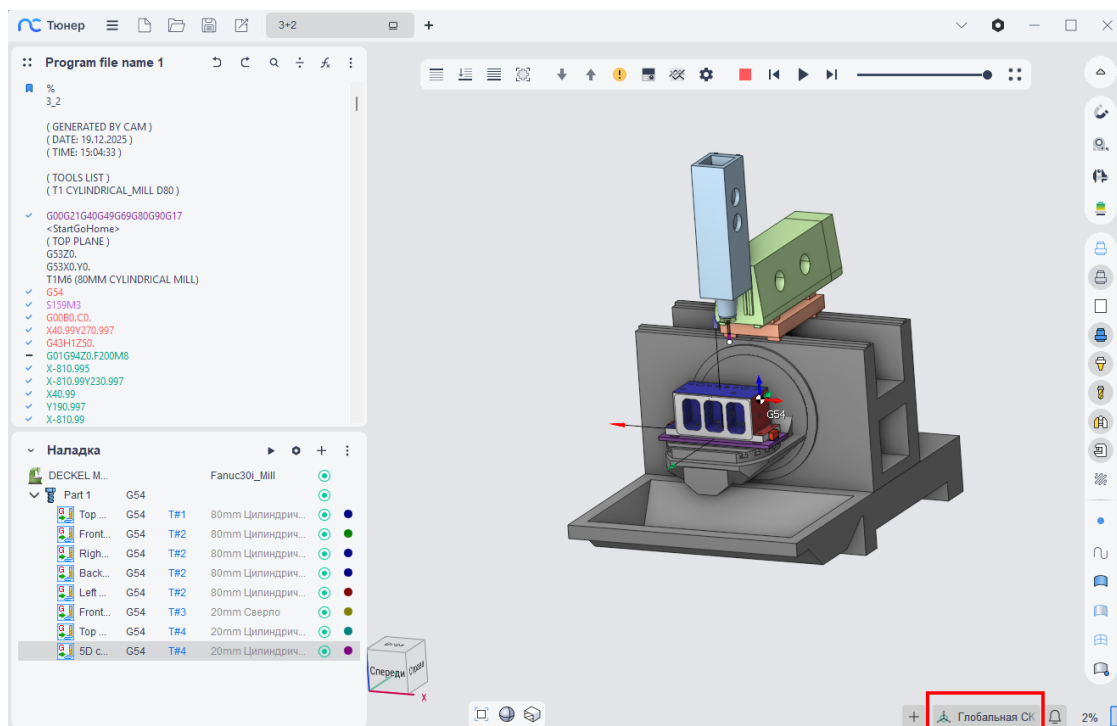 Тюнер
3+2
Program file name 1
%
3_2
( GENERATED BY CAM )
( DATE: 19.12.2025 )
( TIME: 15:04:33 )
( TOOLS LIST )
( T1 CYLINDRICAL_MILL D80 )
G00G21G40G49G69G80G90G17
<StartGoHome>
( TOP PLANE )
G53Z0.
G53X0.Y0.
T1M6 (80MM CYLINDRICAL MILL)
G54
S159M3
G00B0.C0.
X40.99Y270.997
G43H1Z50.
G01G94Z0.F200M8
X-810.995
X-810.99Y230.997
X40.99
Y190.997
X-810.99
G54
Наладка
DECKEL M... Fanuc30i_Mill
Part 1 G54
Top ... G54 T#1 80mm Цилиндрич...
Front... G54 T#2 80mm Цилиндрич...
Righ... G54 T#2 80mm Цилиндрич...
Back... G54 T#2 80mm Цилиндрич...
Left ... G54 T#2 80mm Цилиндрич...
Front... G54 T#3 20mm Сверло
Top ... G54 T#4 20mm Цилиндрич...
5D c... G54 T#4 20mm Цилиндрич...
Спереди Справа
X
Глобальная СК 2%